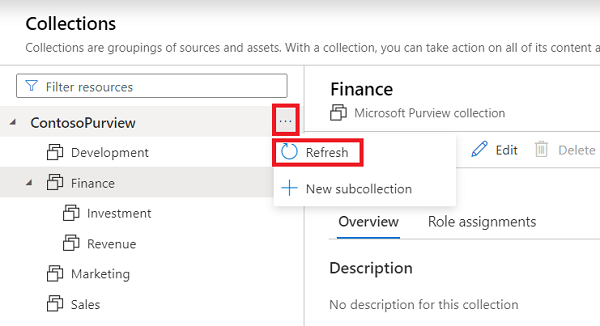 Collections
Collections are groupings of sources and assets. With a collection, you can take action on all of its content a
Filter resources
ContosoPurview
...
Development
Finance
Investment
Revenue
Marketing
Sales
Refresh
New subcollection
Finance
Microsoft Purview collection
Edit
Delete
Overview
Role assignments
Description
No description for this collection